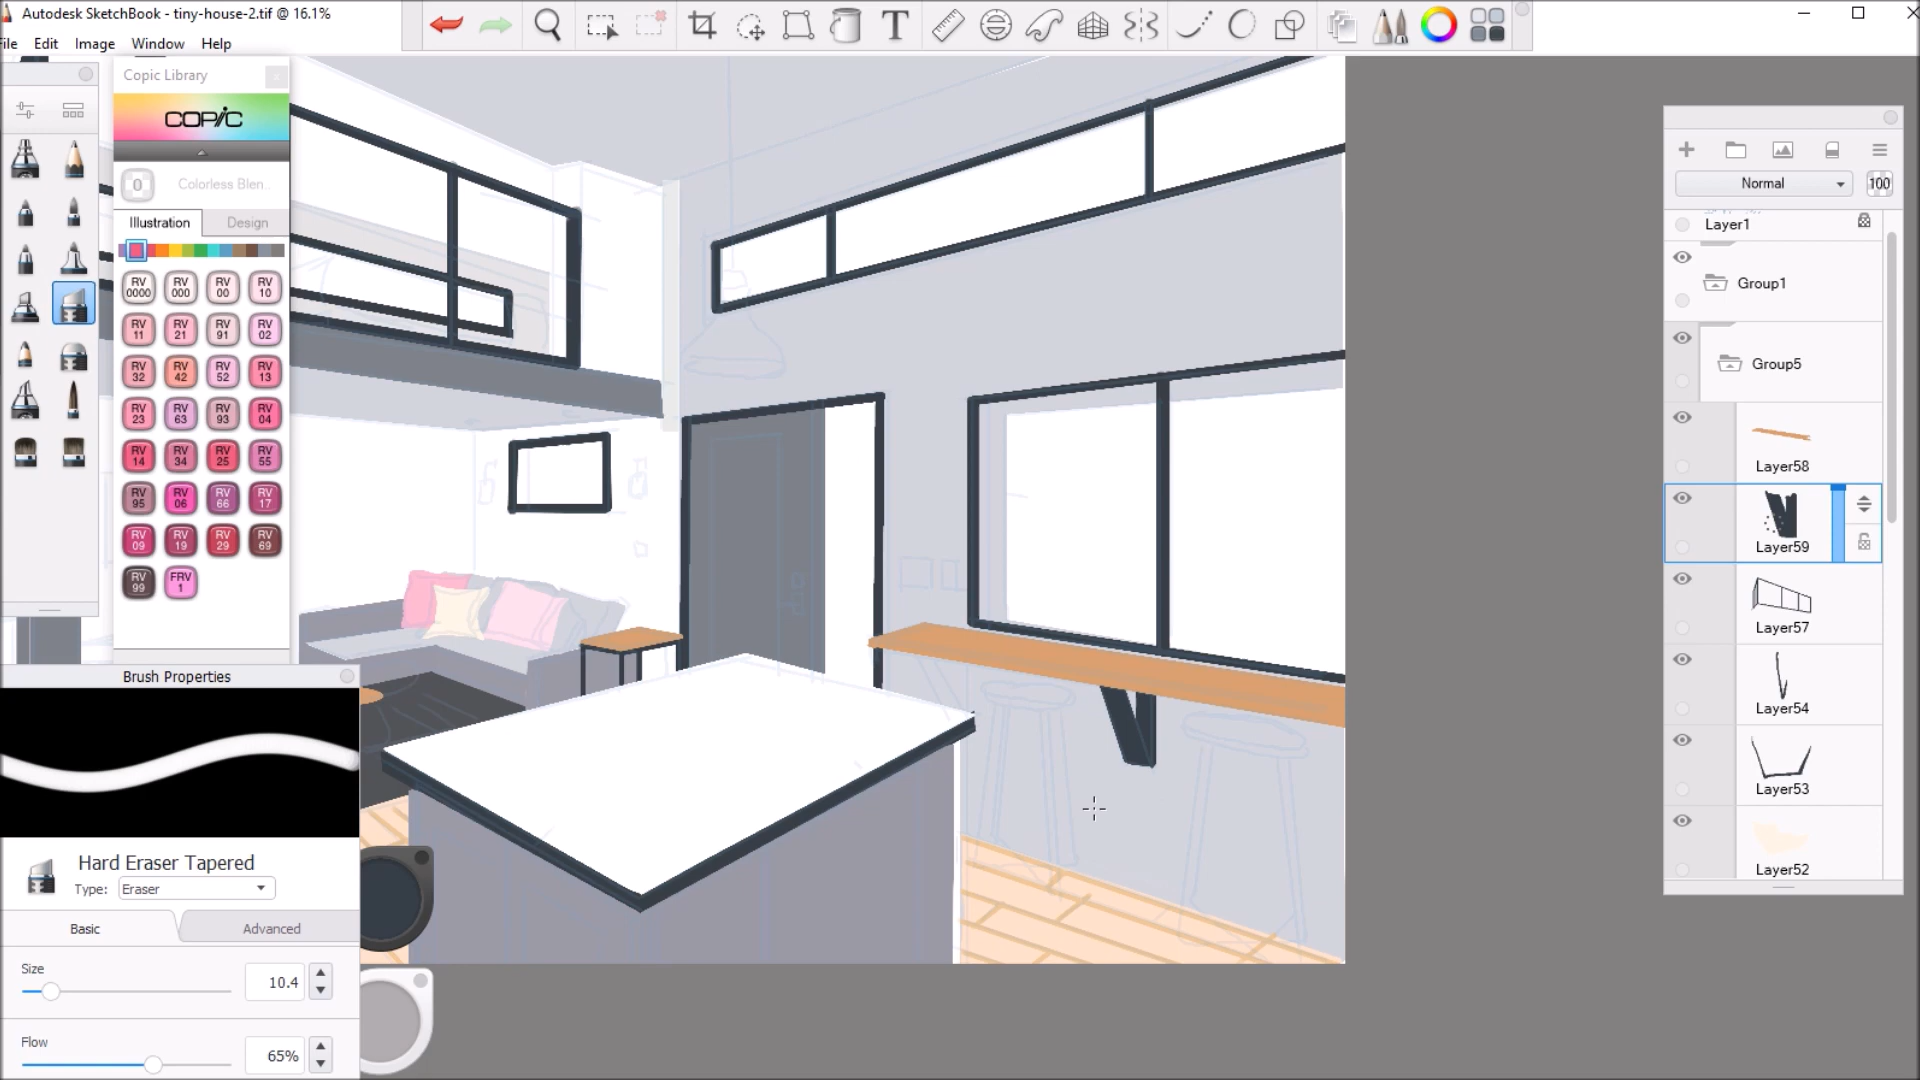 Autodesk SketchBook - tiny-house-2.tif @ 16.1%
File Edit Image Window Help
T
Copic Library
x
COPIC
0 Colorless Blen..
Illustration Design
RV 0000 RV 000 RV 00 RV 10
RV 11 RV 21 RV 91 RV 02
RV 32 RV 42 RV 52 RV 13
RV 23 RV 63 RV 93 RV 04
RV 14 RV 34 RV 25 RV 55
RV 95 RV 06 RV 66 RV 17
RV 09 RV 19 RV 29 RV 69
RV 99 FRV 1
Brush Properties
Hard Eraser Tapered
Type: Eraser
Basic Advanced
Size
10.4
Flow
65%
Normal 100
Layer1
Group1
Group5
Layer58
Layer59
Layer57
Layer54
Layer53
Layer52